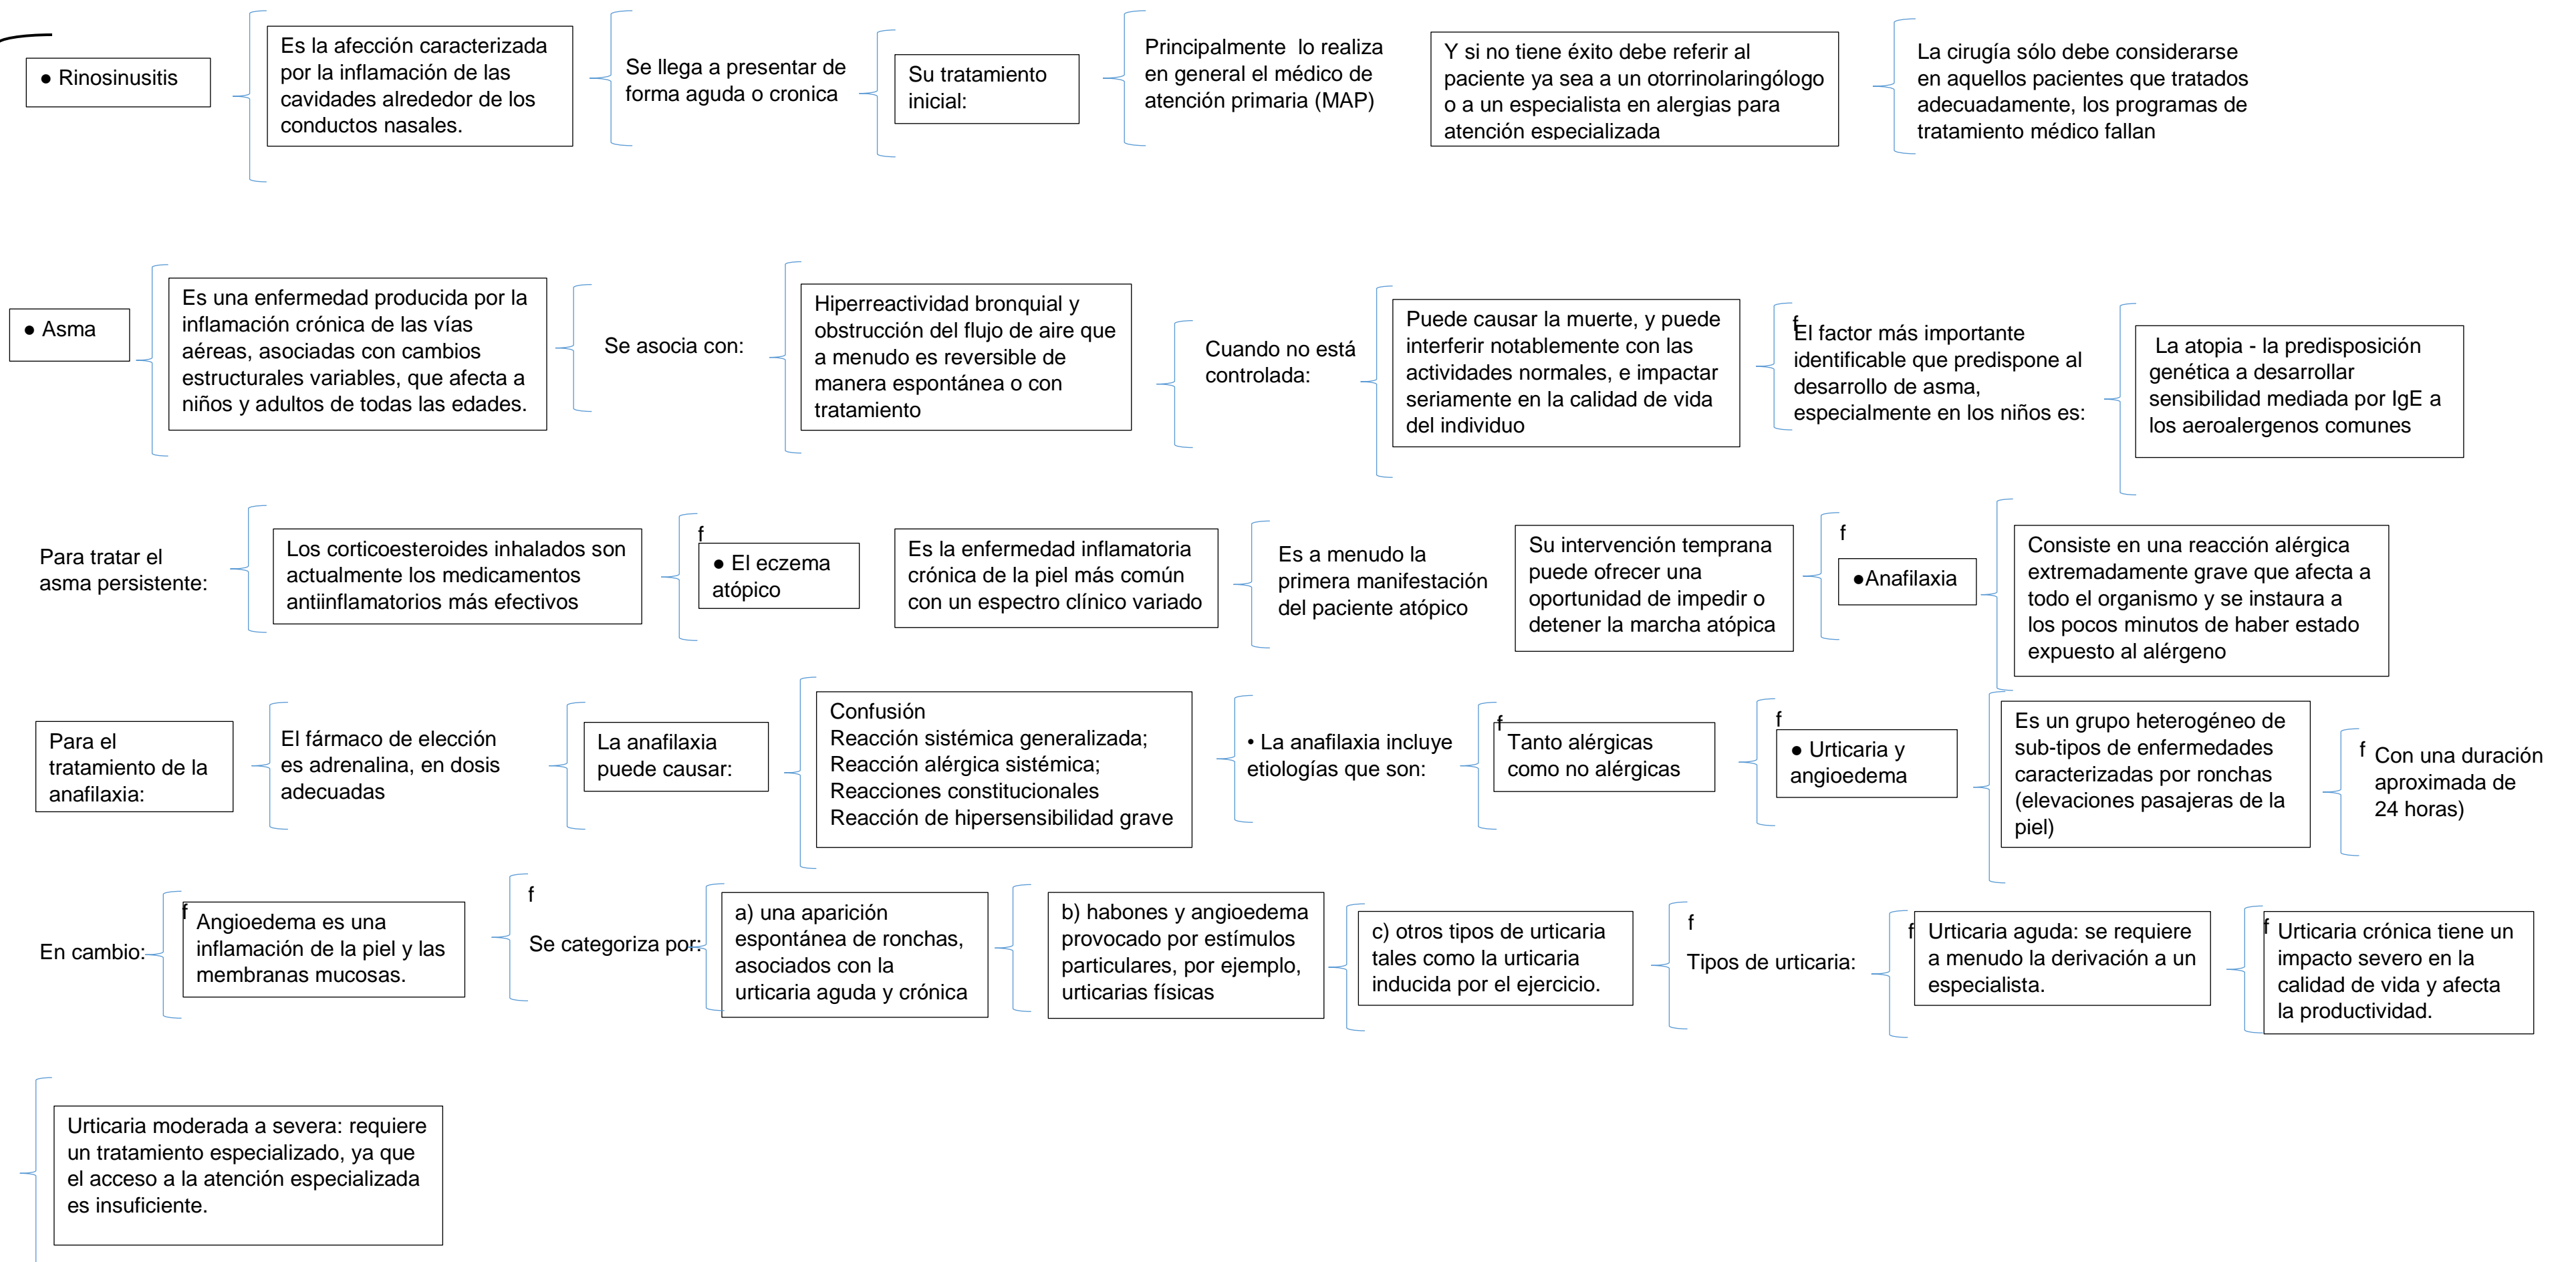 ● Rinosinusitis
Es la afección caracterizada
por la inflamación de las
cavidades alrededor de los
conductos nasales.
Se llega a presentar de
forma aguda o cronica
Su tratamiento
inicial:
Principalmente  lo realiza
en general el médico de
atención primaria (MAP)
Y si no tiene éxito debe referir al
paciente ya sea a un otorrinolaringólogo
o a un especialista en alergias para
atención especializada
La cirugía sólo debe considerarse
en aquellos pacientes que tratados
adecuadamente, los programas de
tratamiento médico fallan
● Asma
Es una enfermedad producida por la
inflamación crónica de las vías
aéreas, asociadas con cambios
estructurales variables, que afecta a
niños y adultos de todas las edades.
Se asocia con:
Hiperreactividad bronquial y
obstrucción del flujo de aire que
a menudo es reversible de
manera espontánea o con
tratamiento
Cuando no está
controlada:
Puede causar la muerte, y puede
interferir notablemente con las
actividades normales, e impactar
seriamente en la calidad de vida
del individuo
f
El factor más importante
identificable que predispone al
desarrollo de asma,
especialmente en los niños es:
La atopia - la predisposición
genética a desarrollar
sensibilidad mediada por IgE a
los aeroalergenos comunes
Para tratar el
asma persistente:
Los corticoesteroides inhalados son
actualmente los medicamentos
antiinflamatorios más efectivos
f
● El eczema
atópico
Es la enfermedad inflamatoria
crónica de la piel más común
con un espectro clínico variado
Es a menudo la
primera manifestación
del paciente atópico
Su intervención temprana
puede ofrecer una
oportunidad de impedir o
detener la marcha atópica
f
●Anafilaxia
Consiste en una reacción alérgica
extremadamente grave que afecta a
todo el organismo y se instaura a
los pocos minutos de haber estado
expuesto al alérgeno
Para el
tratamiento de la
anafilaxia:
El fármaco de elección
es adrenalina, en dosis
adecuadas
La anafilaxia
puede causar:
Confusión
Reacción sistémica generalizada;
Reacción alérgica sistémica;
Reacciones constitucionales
Reacción de hipersensibilidad grave
• La anafilaxia incluye
etiologías que son:
f
Tanto alérgicas
como no alérgicas
f
● Urticaria y
angioedema
Es un grupo heterogéneo de
sub-tipos de enfermedades
caracterizadas por ronchas
(elevaciones pasajeras de la
piel)
f
Con una duración
aproximada de
24 horas)
En cambio:
f
Angioedema es una
inflamación de la piel y las
membranas mucosas.
f
Se categoriza por:
a) una aparición
espontánea de ronchas,
asociados con la
urticaria aguda y crónica
b) habones y angioedema
provocado por estímulos
particulares, por ejemplo,
urticarias físicas
c) otros tipos de urticaria
tales como la urticaria
inducida por el ejercicio.
f
Tipos de urticaria:
f
Urticaria aguda: se requiere
a menudo la derivación a un
especialista.
f
Urticaria crónica tiene un
impacto severo en la
calidad de vida y afecta
la productividad.
Urticaria moderada a severa: requiere
un tratamiento especializado, ya que
el acceso a la atención especializada
es insuficiente.